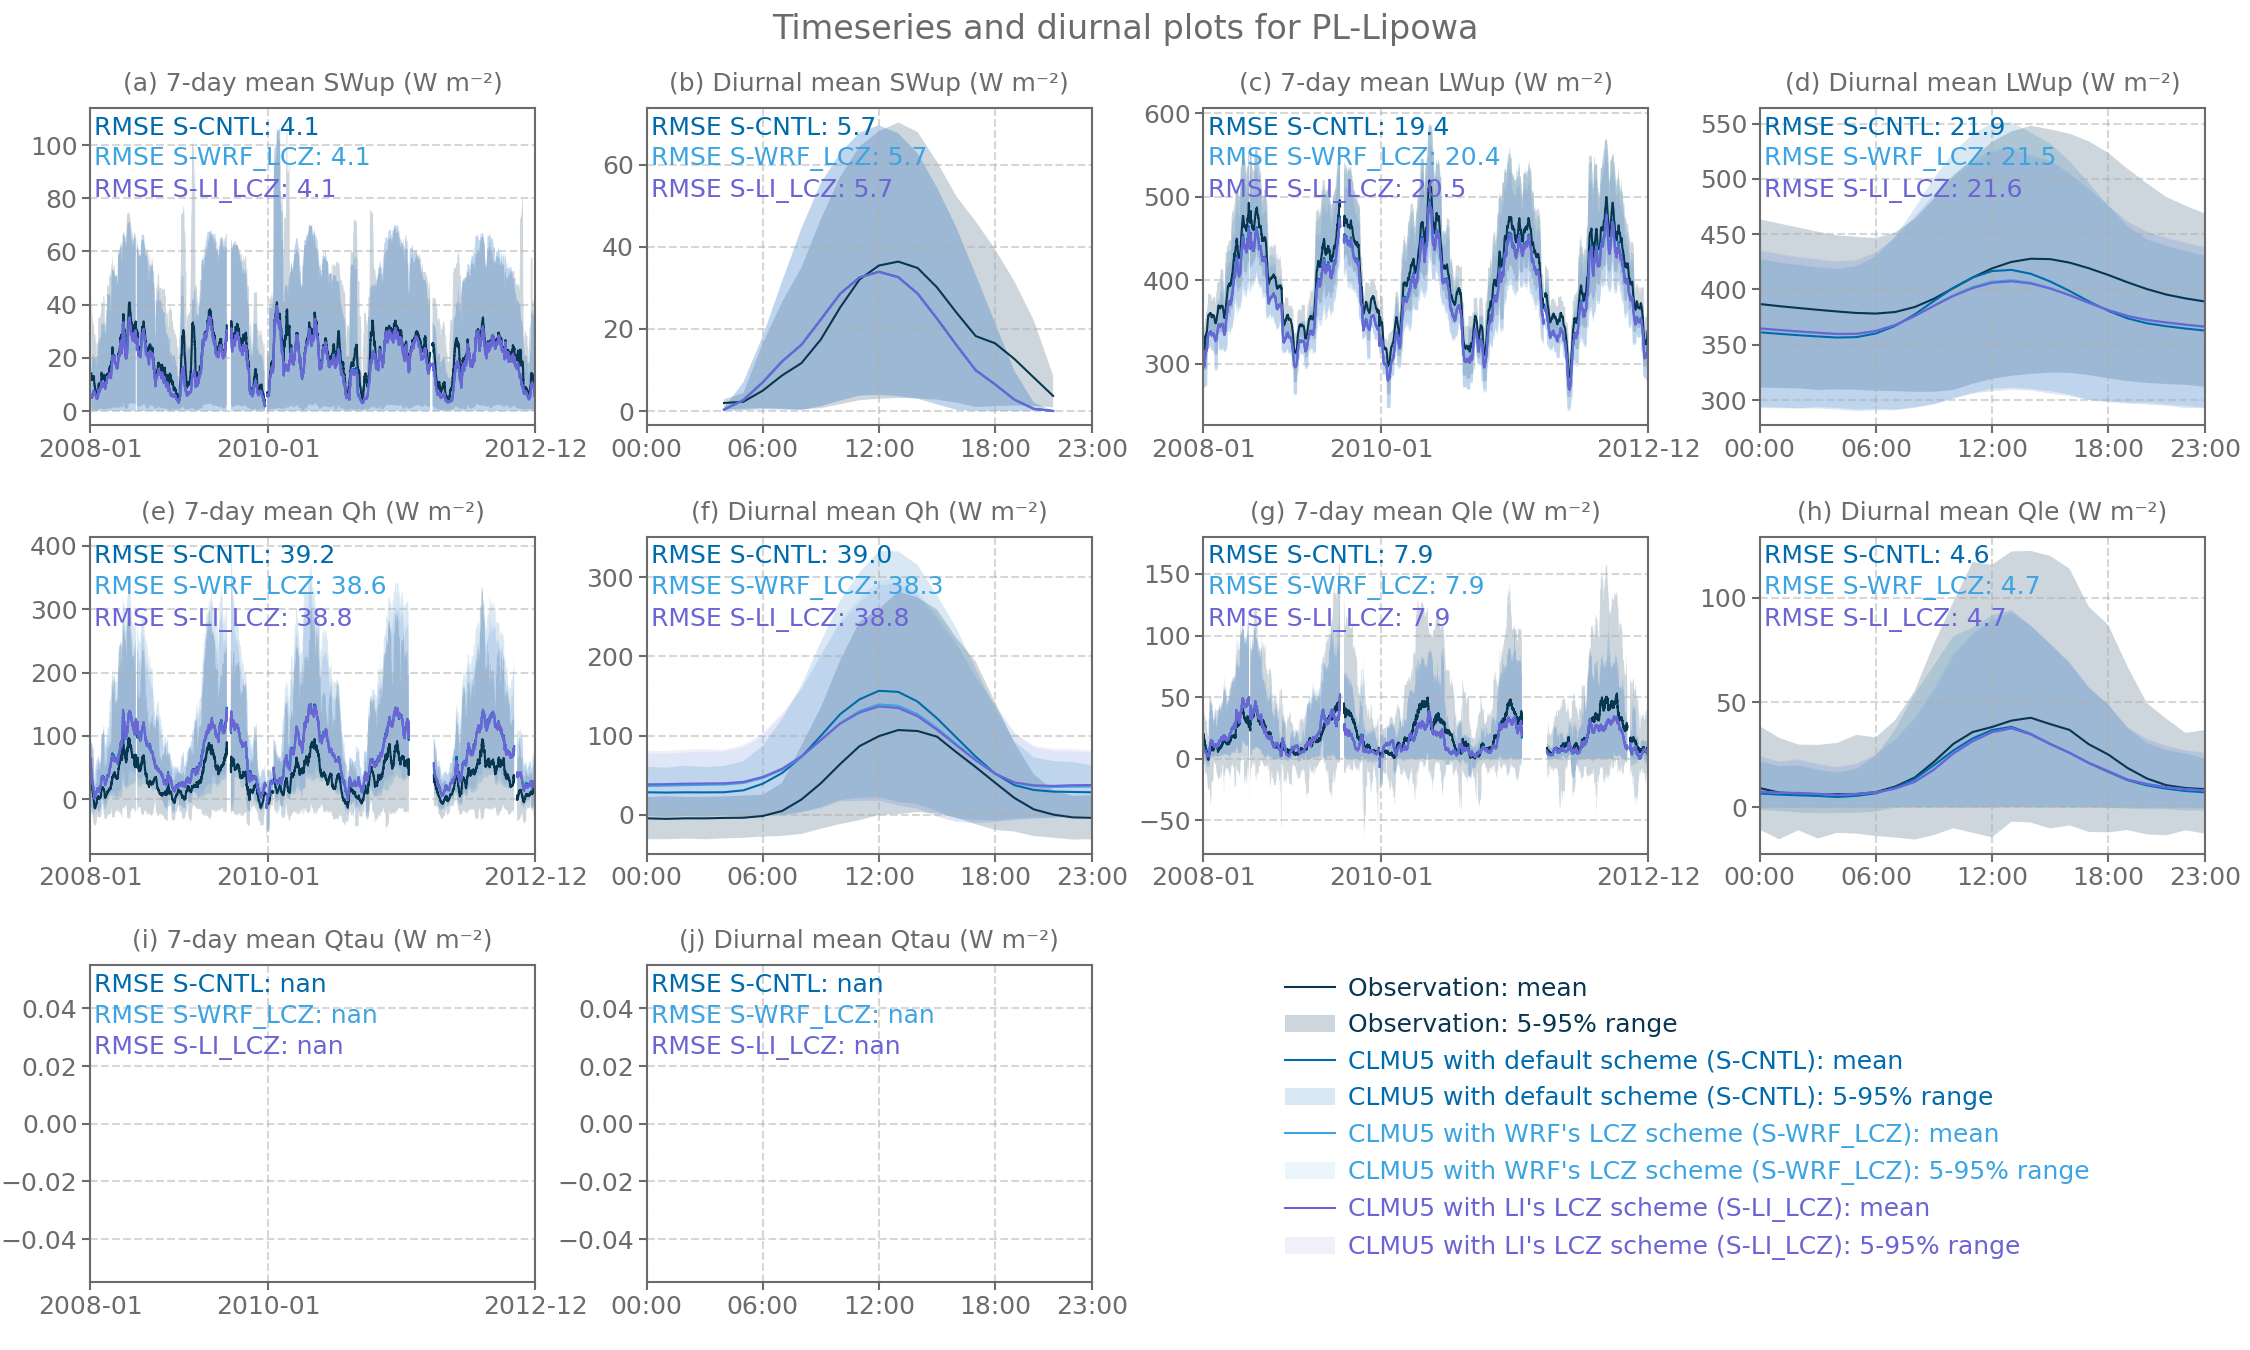 Timeseries and diurnal plots for PL-Lipowa
(a) 7-day mean SWup (W m⁻²)
RMSE S-CNTL: 4.1
RMSE S-WRF_LCZ: 4.1
RMSE S-LI_LCZ: 4.1
100
80
60
40
20
0
2008-01
2010-01
2012-12
(b) Diurnal mean SWup (W m⁻²)
RMSE S-CNTL: 5.7
RMSE S-WRF_LCZ: 5.7
RMSE S-LI_LCZ: 5.7
60
40
20
0
00:00
06:00
12:00
18:00
23:00
(c) 7-day mean LWup (W m⁻²)
RMSE S-CNTL: 19.4
RMSE S-WRF_LCZ: 20.4
RMSE S-LI_LCZ: 20.5
600
500
400
300
2008-01
2010-01
2012-12
(d) Diurnal mean LWup (W m⁻²)
RMSE S-CNTL: 21.9
RMSE S-WRF_LCZ: 21.5
RMSE S-LI_LCZ: 21.6
550
500
450
400
350
300
00:00
06:00
12:00
18:00
23:00
(e) 7-day mean Qh (W m⁻²)
RMSE S-CNTL: 39.2
RMSE S-WRF_LCZ: 38.6
RMSE S-LI_LCZ: 38.8
400
300
200
100
0
2008-01
2010-01
2012-12
(f) Diurnal mean Qh (W m⁻²)
RMSE S-CNTL: 39.0
RMSE S-WRF_LCZ: 38.3
RMSE S-LI_LCZ: 38.8
300
200
100
0
00:00
06:00
12:00
18:00
23:00
(g) 7-day mean Qle (W m⁻²)
RMSE S-CNTL: 7.9
RMSE S-WRF_LCZ: 7.9
RMSE S-LI_LCZ: 7.9
150
100
50
0
−50
2008-01
2010-01
2012-12
(h) Diurnal mean Qle (W m⁻²)
RMSE S-CNTL: 4.6
RMSE S-WRF_LCZ: 4.7
RMSE S-LI_LCZ: 4.7
100
50
0
00:00
06:00
12:00
18:00
23:00
(i) 7-day mean Qtau (W m⁻²)
RMSE S-CNTL: nan
RMSE S-WRF_LCZ: nan
RMSE S-LI_LCZ: nan
0.04
0.02
0.00
−0.02
−0.04
2008-01
2010-01
2012-12
(j) Diurnal mean Qtau (W m⁻²)
RMSE S-CNTL: nan
RMSE S-WRF_LCZ: nan
RMSE S-LI_LCZ: nan
0.04
0.02
0.00
−0.02
−0.04
00:00
06:00
12:00
18:00
23:00
Observation: mean
Observation: 5-95% range
CLMU5 with default scheme (S-CNTL): mean
CLMU5 with default scheme (S-CNTL): 5-95% range
CLMU5 with WRF's LCZ scheme (S-WRF_LCZ): mean
CLMU5 with WRF's LCZ scheme (S-WRF_LCZ): 5-95% range
CLMU5 with LI's LCZ scheme (S-LI_LCZ): mean
CLMU5 with LI's LCZ scheme (S-LI_LCZ): 5-95% range